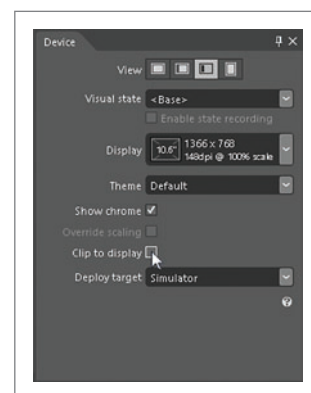 Device
View
Visual state <Base>
Enable state recording
Display 10.6" 1366 x 768
148dpi @ 100% scale
Theme Default
Show chrome
Override scaling
Clip to display
Deploy target Simulator